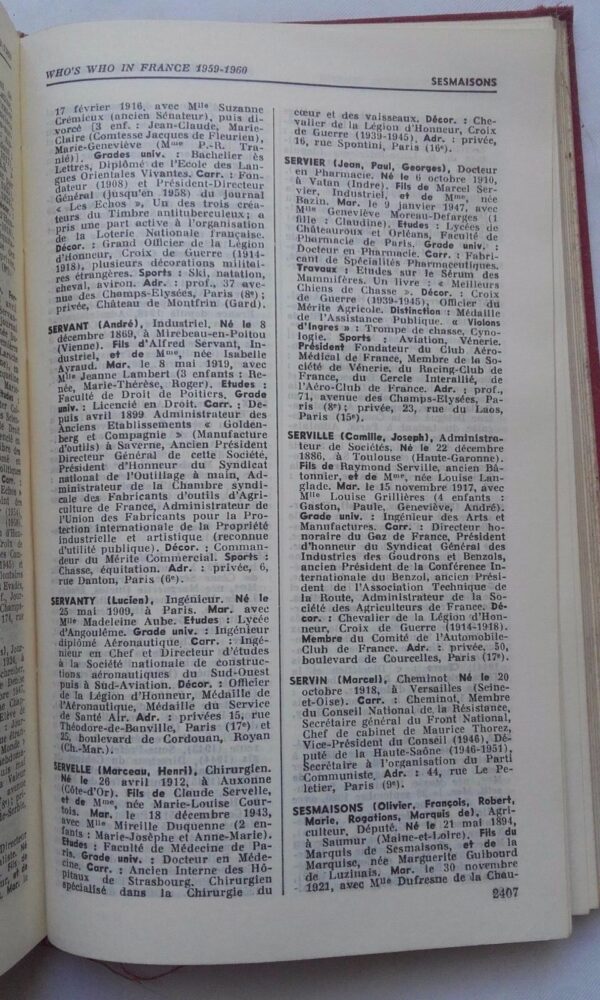 WHO'S WHO IN FRANCE 1959-1960
SESMAISONS
17 février 1916, avec Mlle Suzanne
Crémieux (ancien Sénateur), puis di-
vorcé [3 enf. : Jean-Claude, Marie-
Claire (Comtesse Jacques de Fleurieu),
Marie-Geneviève (Mme P.-R. Tra-
nié)]. Grades univ. : Bachelier ès
Lettres, Diplômé de l'Ecole des Lan-
gues Orientales Vivantes. Carr. : Fon-
dateur (1908) et Président-Directeur
Général (jusqu'en 1958) du journal
« Les Echos », Un des trois créa-
teurs du Timbre antituberculeux; a
pris une part active à l'organisation
de la Loterie Nationale française.
Décor. : Grand Officier de la Légion
d'Honneur, Croix de Guerre (1914-
1918), plusieurs décorations militai-
res étrangères. Sports : Ski, natation,
cheval, aviron. Adr. : prof., 37 ave-
nue des Champs-Elysées, Paris (8e);
privée, Château de Montfrin (Gard).
SERVANT (André), Industriel. Né le 8
décembre 1869, à Mirebeau-en-Poitou
(Vienne). Fils d'Alfred Servant, In-
dustriel, et de Mme, née Isabelle
Ayraud. Mar. le 8 mai 1919, avec
Mlle Jeanne Lambert (3 enfants : Re-
née, Marie-Thérèse, Roger). Etudes :
Faculté de Droit de Poitiers. Grade
univ. : Licencié en Droit. Carr. : De-
puis avril 1899 Administrateur des
Anciens Etablissements « Golden-
berg et Compagnie » (Manufacture
d'outils) à Saverne, Ancien Président
Directeur Général de cette Société,
Président d'Honneur du Syndicat
national de l'Outillage à main, Ad-
ministrateur de la Chambre syndi-
cale des Fabricants d'outils d'Agri-
culture de France, Administrateur de
l'Union des Fabricants pour la Pro-
tection internationale de la Propriété
industrielle et artistique (reconnue
d'utilité publique). Décor. : Comman-
deur du Mérite Commercial. Sports :
Chasse, équitation. Adr. : privée, 6,
rue Danton, Paris (6e).
SERVANTY (Lucien), Ingénieur. Né le
25 mai 1909, à Paris. Mar. avec
Mlle Madeleine Aube. Etudes : Lycée
d'Angoulême. Grade univ. : Ingénieur
diplômé Aéronautique. Carr. : Ingé-
nieur en Chef et Directeur d'études
à la Société nationale de construc-
tions aéronautiques du Sud-Ouest
puis à Sud-Aviation. Décor. : Officier
de la Légion d'Honneur, Médaille de
l'Aéronautique, Médaille du Service
de Santé Air. Adr. : privées 15, rue
Théodore-de-Banville, Paris (17e) et
25, boulevard de Cordouan, Royan
(Ch.-Mar.).
SERVELLE (Marceau, Henri), Chirurgien.
Né le 26 avril 1912, à Auxonne
(Côte-d'Or). Fils de Claude Servelle,
et de Mme, née Marie-Louise Cour-
tois. Mar. le 18 décembre 1943,
avec Mlle Mireille Duquenne (2 en-
fants : Marie-Josèphe et Anne-Marie).
Etudes : Faculté de Médecine de Pa-
ris. Grade univ. : Docteur en Méde-
cine, Carr. : Ancien Interne des Hô-
pitaux de Strasbourg, Chirurgien
spécialisé dans la Chirurgie du
cœur et des vaisseaux. Décor. : Che-
valier de la Légion d'Honneur, Croix
de Guerre (1939-1945). Adr. : privée,
16, rue Spontini, Paris (16e).
SERVIER (Jean, Paul, Georges), Docteur
en Pharmacie. Né le 6 octobre 1910,
à Vatan (Indre). Fils de Marcel Ser-
vier, Industriel, et de Mme, née
Bazin. Mar. le 9 janvier 1947, avec
Mlle Geneviève Moreau-Defarges (1
fille : Claudine). Etudes : Lycées de
Châteauroux et Orléans, Faculté de
Pharmacie de Paris. Grade univ. :
Docteur en Pharmacie. Carr. : Fabri-
cant de Spécialités Pharmaceutiques.
Travaux : Etudes sur le Sérum des
Mammifères. Un livre : « Meilleurs
Chiens de Chasse ». Décor. : Croix
de Guerre (1939-1945), Officier du
Mérite Agricole. Distinction : Médaille
de l'Assistance Publique. « Violons
d'Ingres » : Trompe de chasse, Cyno-
logie. Sports : Aviation, Vénerie.
Président Fondateur du Club Aéro-
Médical de France, Membre de la So-
ciété de Vénerie, du Racing-Club de
France, du Cercle Interallié, de
l'Aéro-Club de France. Adr. : prof.,
71, avenue des Champs-Elysées, Pa-
ris (8e); privée, 23, rue du Laos,
Paris (15e).
SERVILLE (Camille, Joseph), Administra-
teur de Sociétés. Né le 22 décembre
1886, à Toulouse (Haute-Garonne).
Fils de Raymond Serville, ancien Bâ-
tonnier, et de Mme, née Louise Lan-
glade. Mar. le 15 novembre 1917, avec
Mlle Louise Grillières (4 enfants :
Gaston, Paule, Geneviève, André).
Grade univ. : Ingénieur des Arts et
Manufactures. Carr. : Directeur ho-
noraire du Gaz de France, Président
d'honneur du Syndicat Général des
Industries des Goudrons et Benzols,
ancien Président de la Conférence In-
ternationale du Benzol, ancien Prési-
dent de l'Association Technique de
la Route, Administrateur de la So-
ciété des Agriculteurs de France. Dé-
cor. : Chevalier de la Légion d'Hon-
neur, Croix de Guerre (1914-1918).
Membre du Comité de l'Automobile-
Club de France. Adr. : privée, 50,
boulevard de Courcelles, Paris (17e).
SERVIN (Marcel), Cheminot Né le 20
octobre 1918, à Versailles (Seine-
et-Oise). Carr. : Cheminot, Membre
du Conseil National de la Résistance,
Secrétaire général du Front National,
Chef de cabinet de Maurice Thorez,
Vice-Président du Conseil (1946), Dé-
puté de la Haute-Saône (1946-1951),
Secrétaire à l'organisation du Parti
Communiste. Adr. : 44, rue Le Pe-
letier, Paris (9e).
SESMAISONS (Olivier, François, Robert,
Marie, Rogations, Marquis de), Agri-
culteur, Député. Né le 21 mai 1894,
à Saumur (Maine-et-Loire). Fils du
Marquis de Sesmaisons, et de la
Marquise, née Marguerite Guibourd
de Luzinais. Mar. le 30 novembre
1921, avec Mlle Dufresne de la Chau-
2407